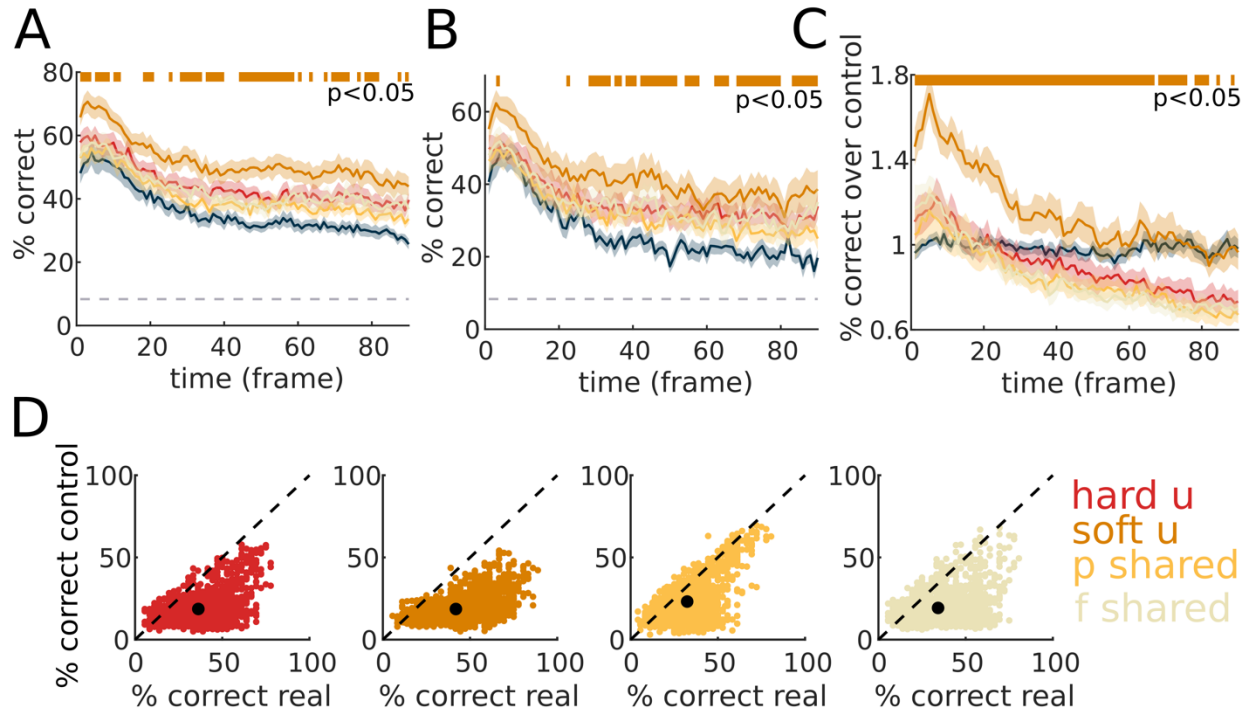 A
B
C
% correct
80
60
40
20
0
p<0.05
0 20 40 60 80
time (frame)
% correct
60
40
20
0
p<0.05
0 20 40 60 80
time (frame)
% correct over control
1.8
1.4
1
0.6
p<0.05
0 20 40 60 80
time (frame)
D
% correct control
100
50
0
0 50 100
% correct real
100
50
0
0 50 100
% correct real
100
50
0
0 50 100
% correct real
100
50
0
0 50 100
% correct real
hard u
soft u
p shared
f shared